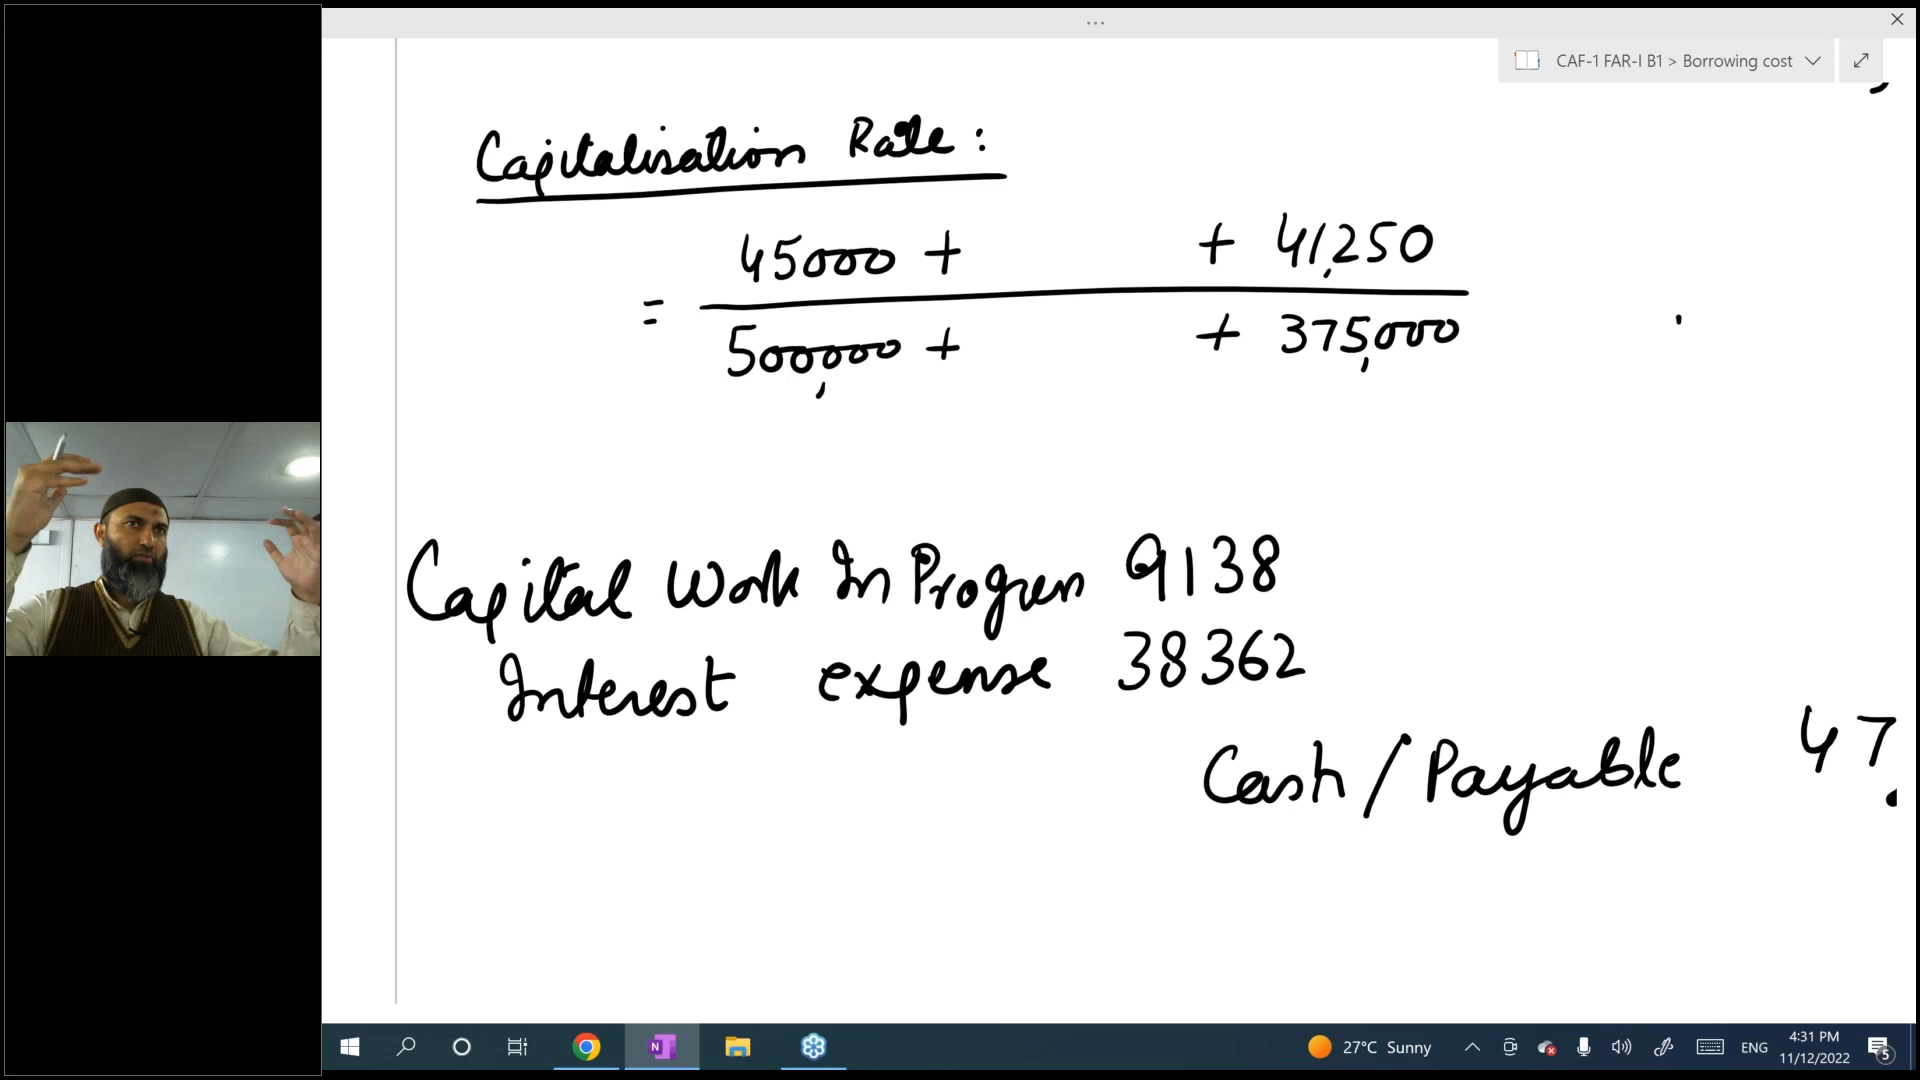 CAF-1 FAR-I B1 > Borrowing cost
Capitalisation Rate:
45000 + + 41,250
=
500,000 + + 375,000
Capital Work In Progress 9138
Interest expense 38362
Cash / Payable 47
27°C Sunny
ENG
4:31 PM
11/12/2022
5